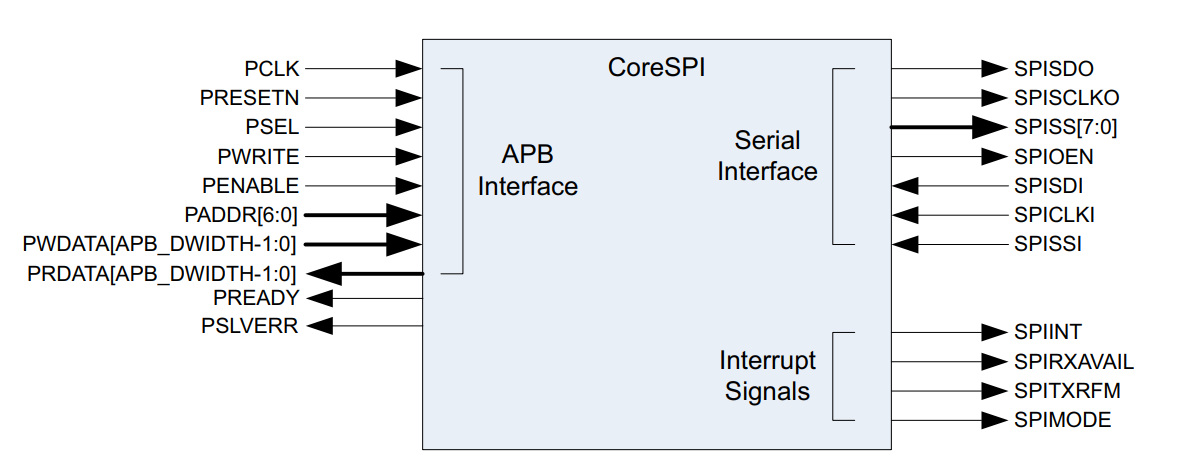 CoreSPI
PCLK
PRESETN
PSEL
PWRITE
PENABLE
PADDR[6:0]
PWDATA[APB_DWIDTH-1:0]
PRDATA[APB_DWIDTH-1:0]
PREADY
PSLVERR
APB
Interface
Serial
Interface
SPISDO
SPISCLKO
SPISS[7:0]
SPIOEN
SPISDI
SPICLKI
SPISSI
Interrupt
Signals
SPIINT
SPIRXAVAIL
SPITXRFM
SPIMODE